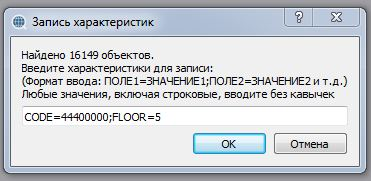 Запись характеристик
Найдено 16149 объектов.
Введите характеристики для записи:
(Формат ввода: ПОЛЕ1=ЗНАЧЕНИЕ1;ПОЛЕ2=ЗНАЧЕНИЕ2 и т.д.)
Любые значения, включая строковые, вводите без кавычек
CODE=44400000;FLOOR=5
OK
Отмена